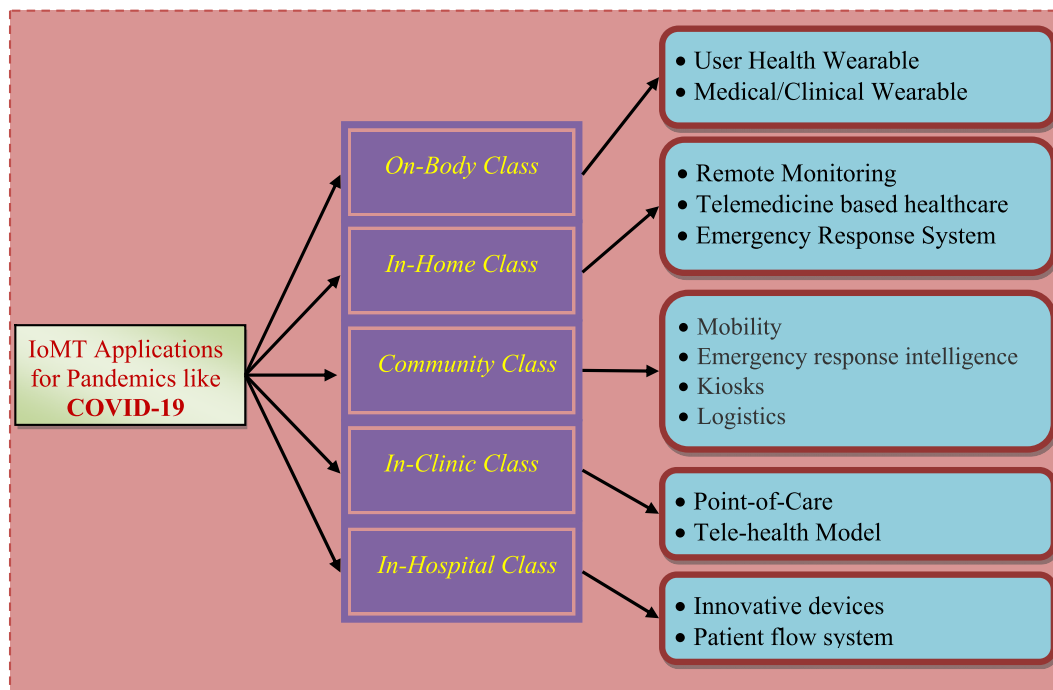 IoMT Applications
for Pandemics like
COVID-19
On-Body Class
In-Home Class
Community Class
In-Clinic Class
In-Hospital Class
• User Health Wearable
• Medical/Clinical Wearable
• Remote Monitoring
• Telemedicine based healthcare
• Emergency Response System
• Mobility
• Emergency response intelligence
• Kiosks
• Logistics
• Point-of-Care
• Tele-health Model
• Innovative devices
• Patient flow system